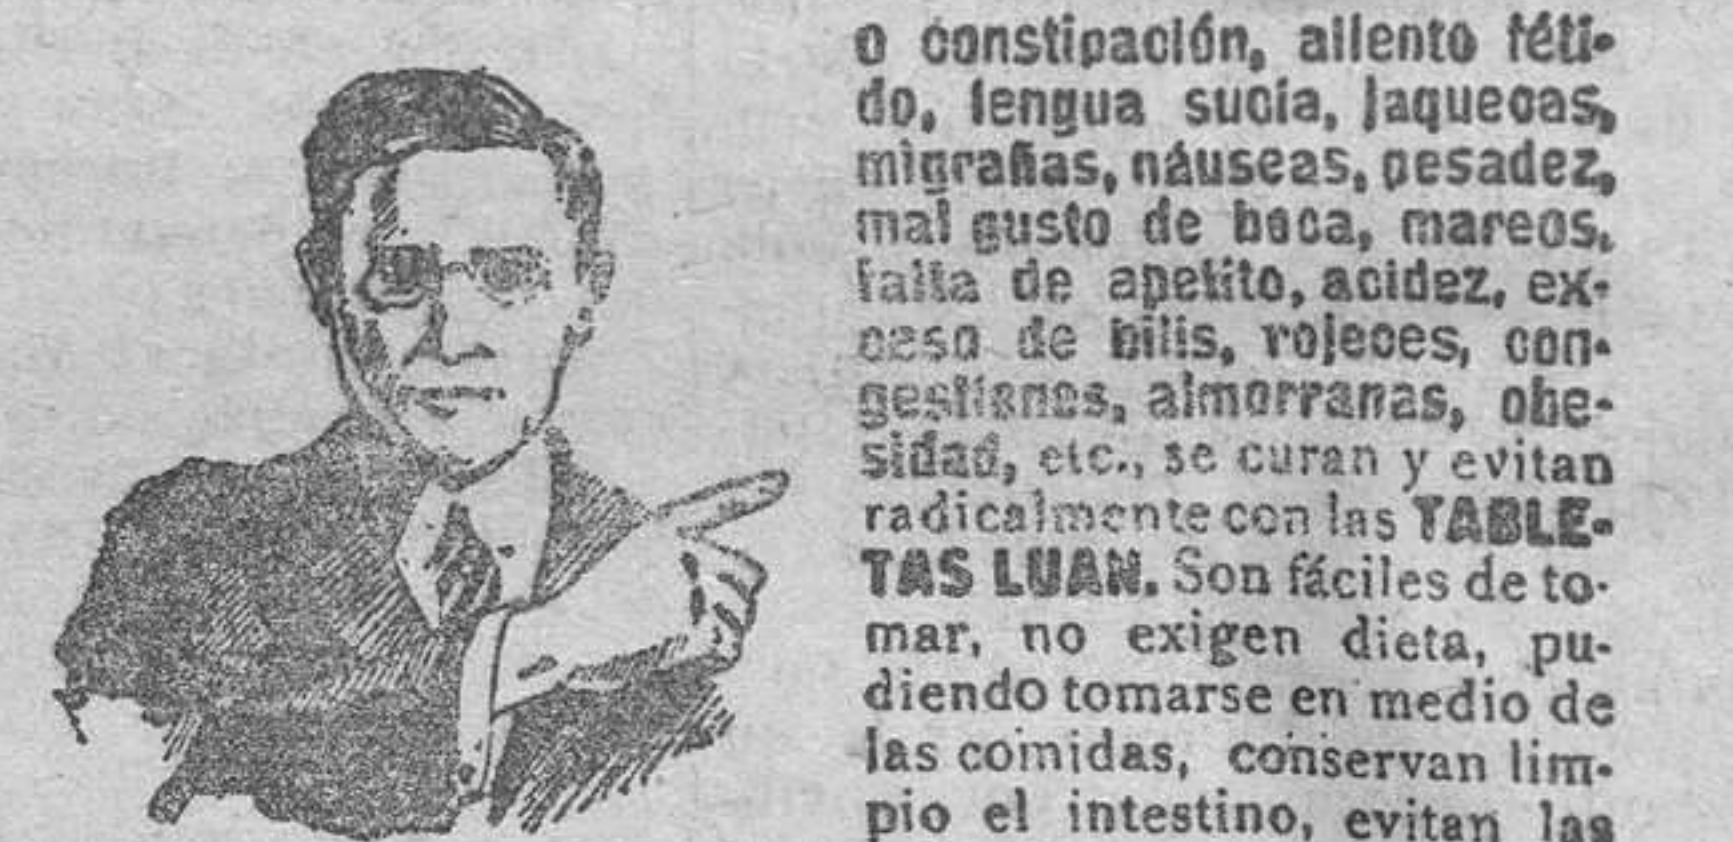 o constipación, aliento féti-
do, lengua sucia, jaquecas,
migrañas, náuseas, pesadez,
mal gusto de boca, mareos,
falta de apetito, acidez, ex-
ceso de bilis, rojeces, con-
gestiones, almorranas, obe-
sidad, etc., se curan y evitan
radicalmente con las TABLE-
TAS LUAN. Son fáciles de to-
mar, no exigen dieta, pu-
diendo tomarse en medio de
las comidas, conservan lim-
pio el intestino, evitan las